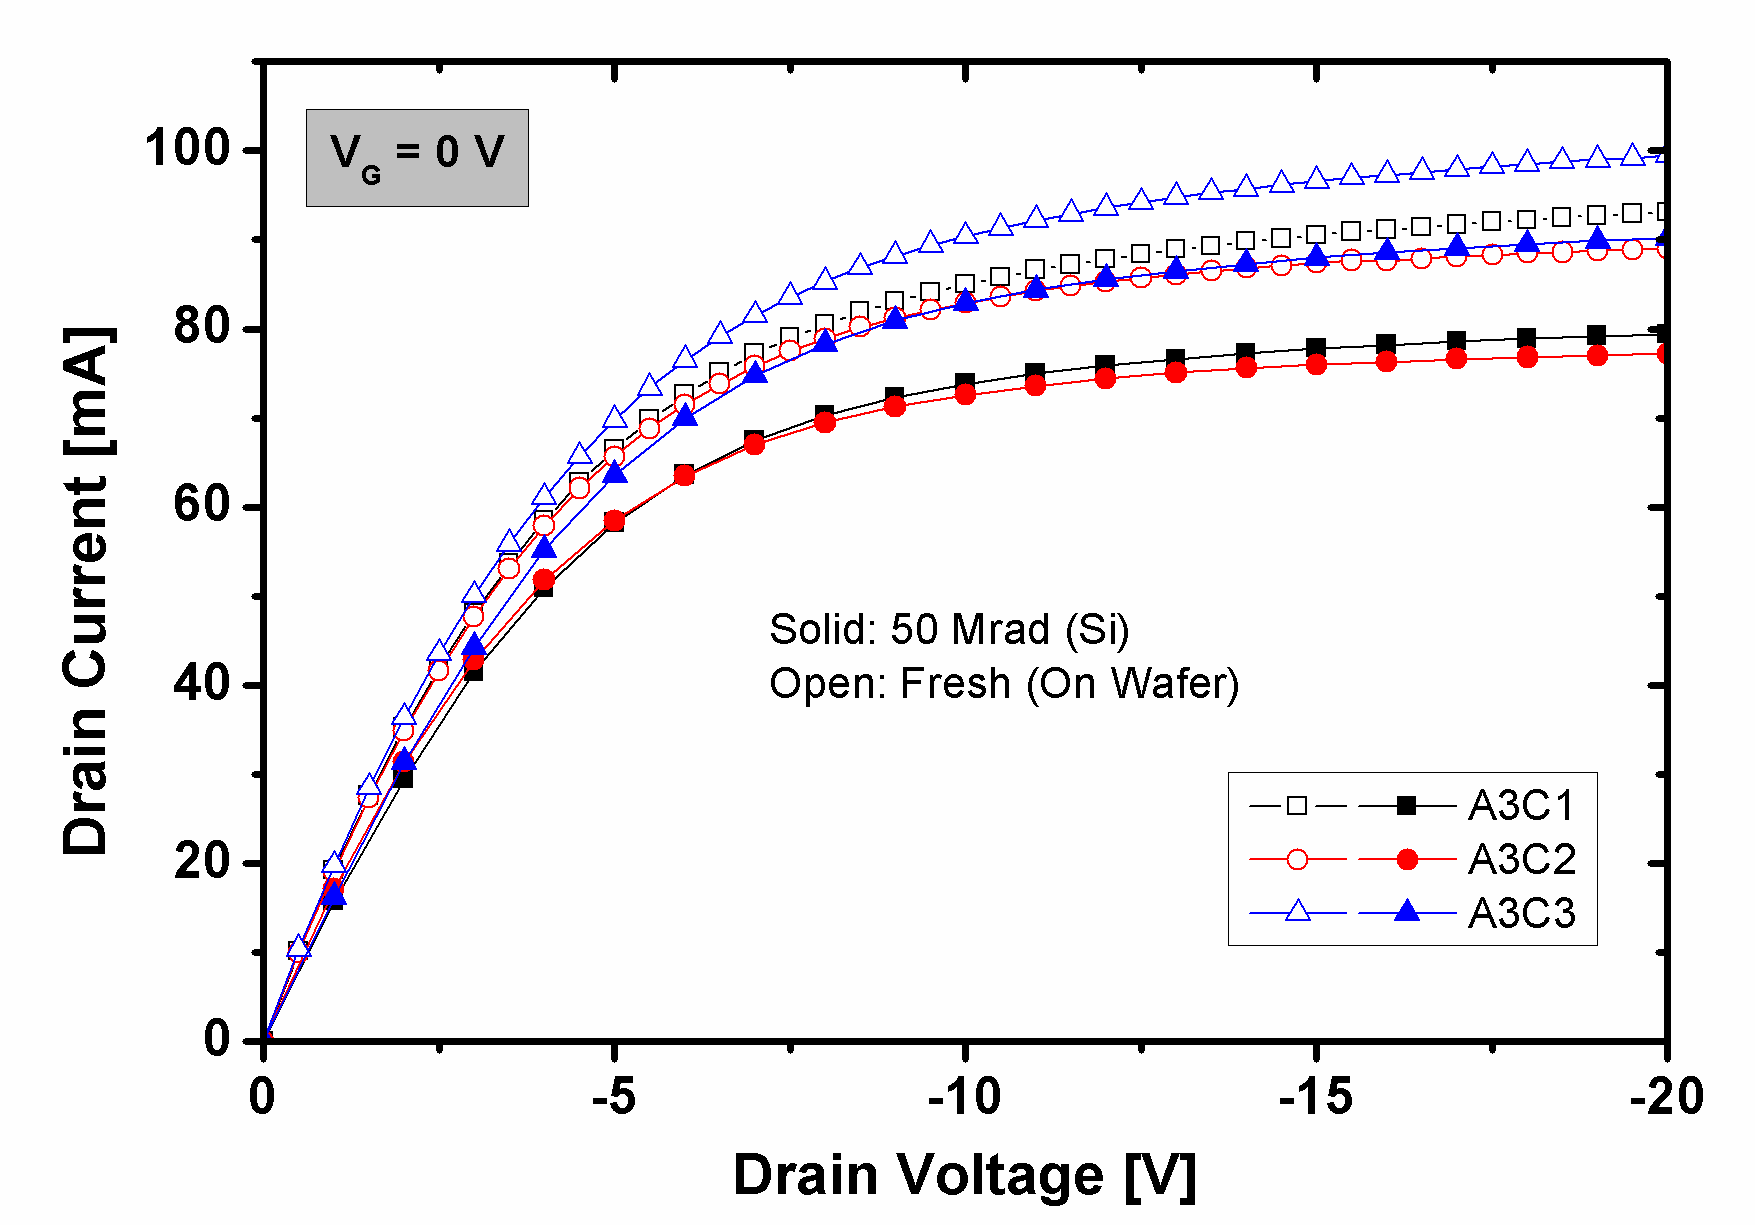 V_G = 0 V
100
80
60
40
20
0
Drain Current [mA]
Solid: 50 Mrad (Si)
Open: Fresh (On Wafer)
A3C1
A3C2
A3C3
0 -5 -10 -15 -20
Drain Voltage [V]